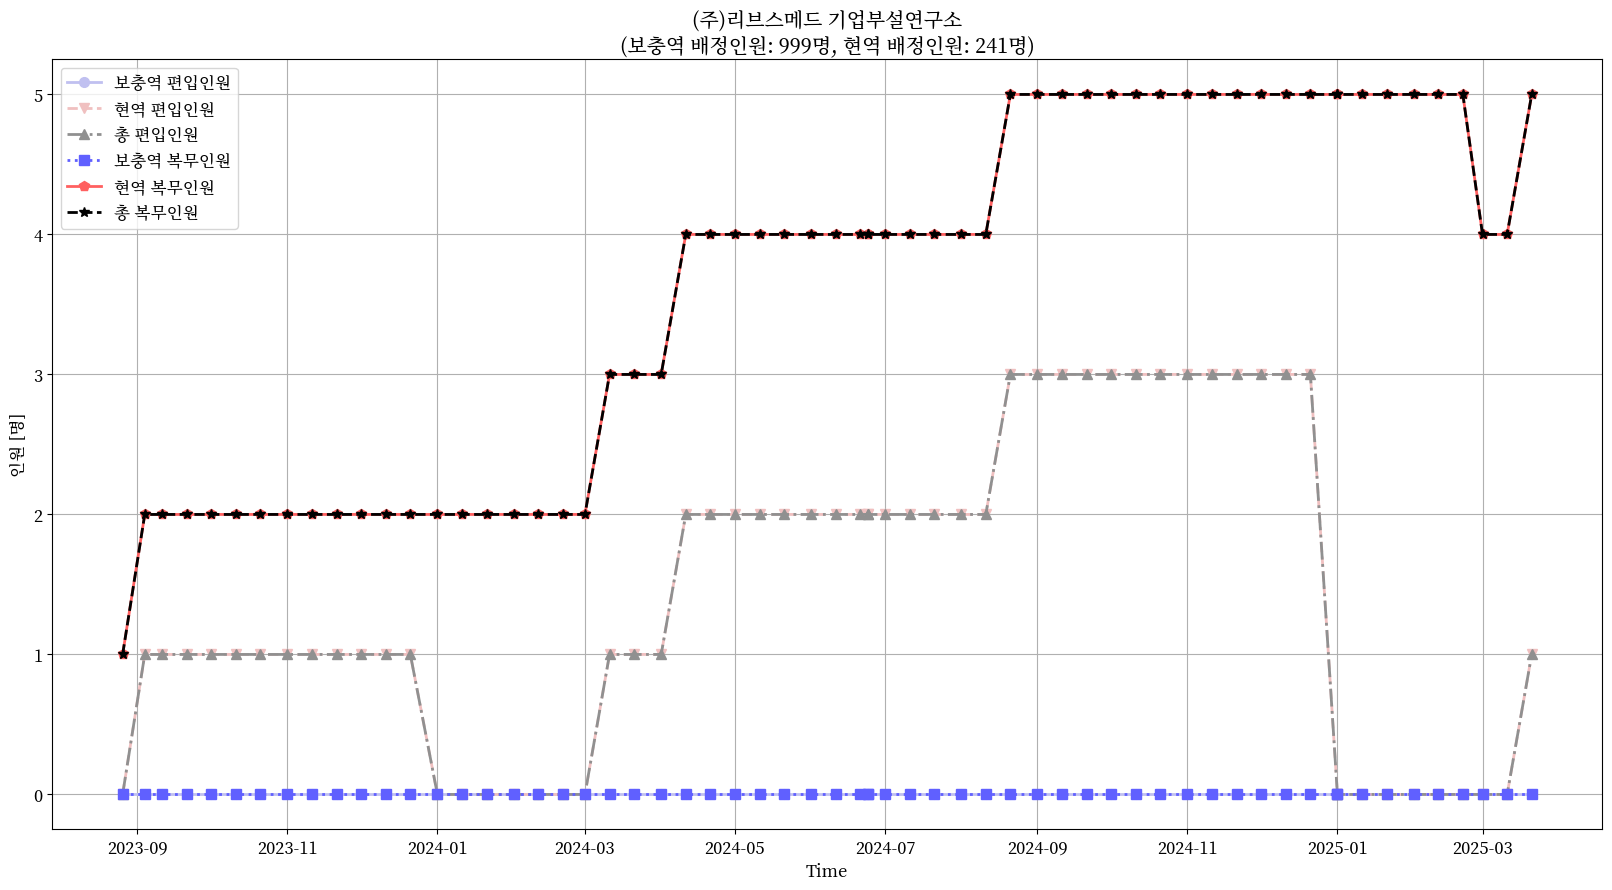 (주)리브스메드 기업부설연구소
(보충역 배정인원: 999명, 현역 배정인원: 241명)
보충역 편입인원
현역 편입인원
총 편입인원
보충역 복무인원
현역 복무인원
총 복무인원
5
4
3
2
1
0
인원 [명]
2023-09 2023-11 2024-01 2024-03 2024-05 2024-07 2024-09 2024-11 2025-01 2025-03
Time